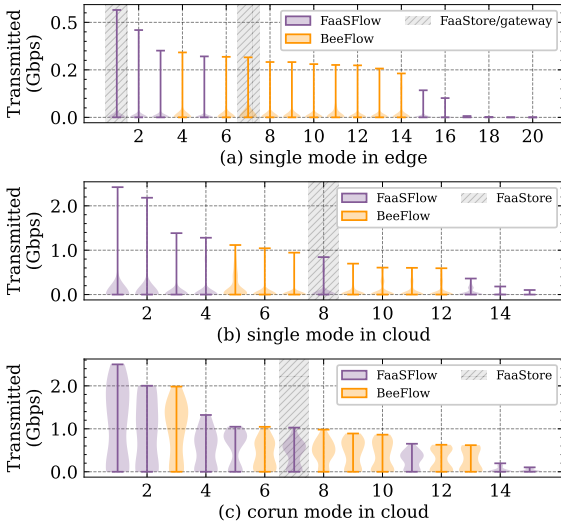 FaaSFlow
BeeFlow
FaaStore/gateway
Transmitted
(Gbps)
0.5
0.2
0.0
2 4 6 8 10 12 14 16 18 20
(a) single mode in edge
FaaSFlow
BeeFlow
FaaStore
Transmitted
(Gbps)
2.0
1.0
0.0
2 4 6 8 10 12 14
(b) single mode in cloud
FaaSFlow
BeeFlow
FaaStore
Transmitted
(Gbps)
2.0
1.0
0.0
2 4 6 8 10 12 14
(c) corun mode in cloud